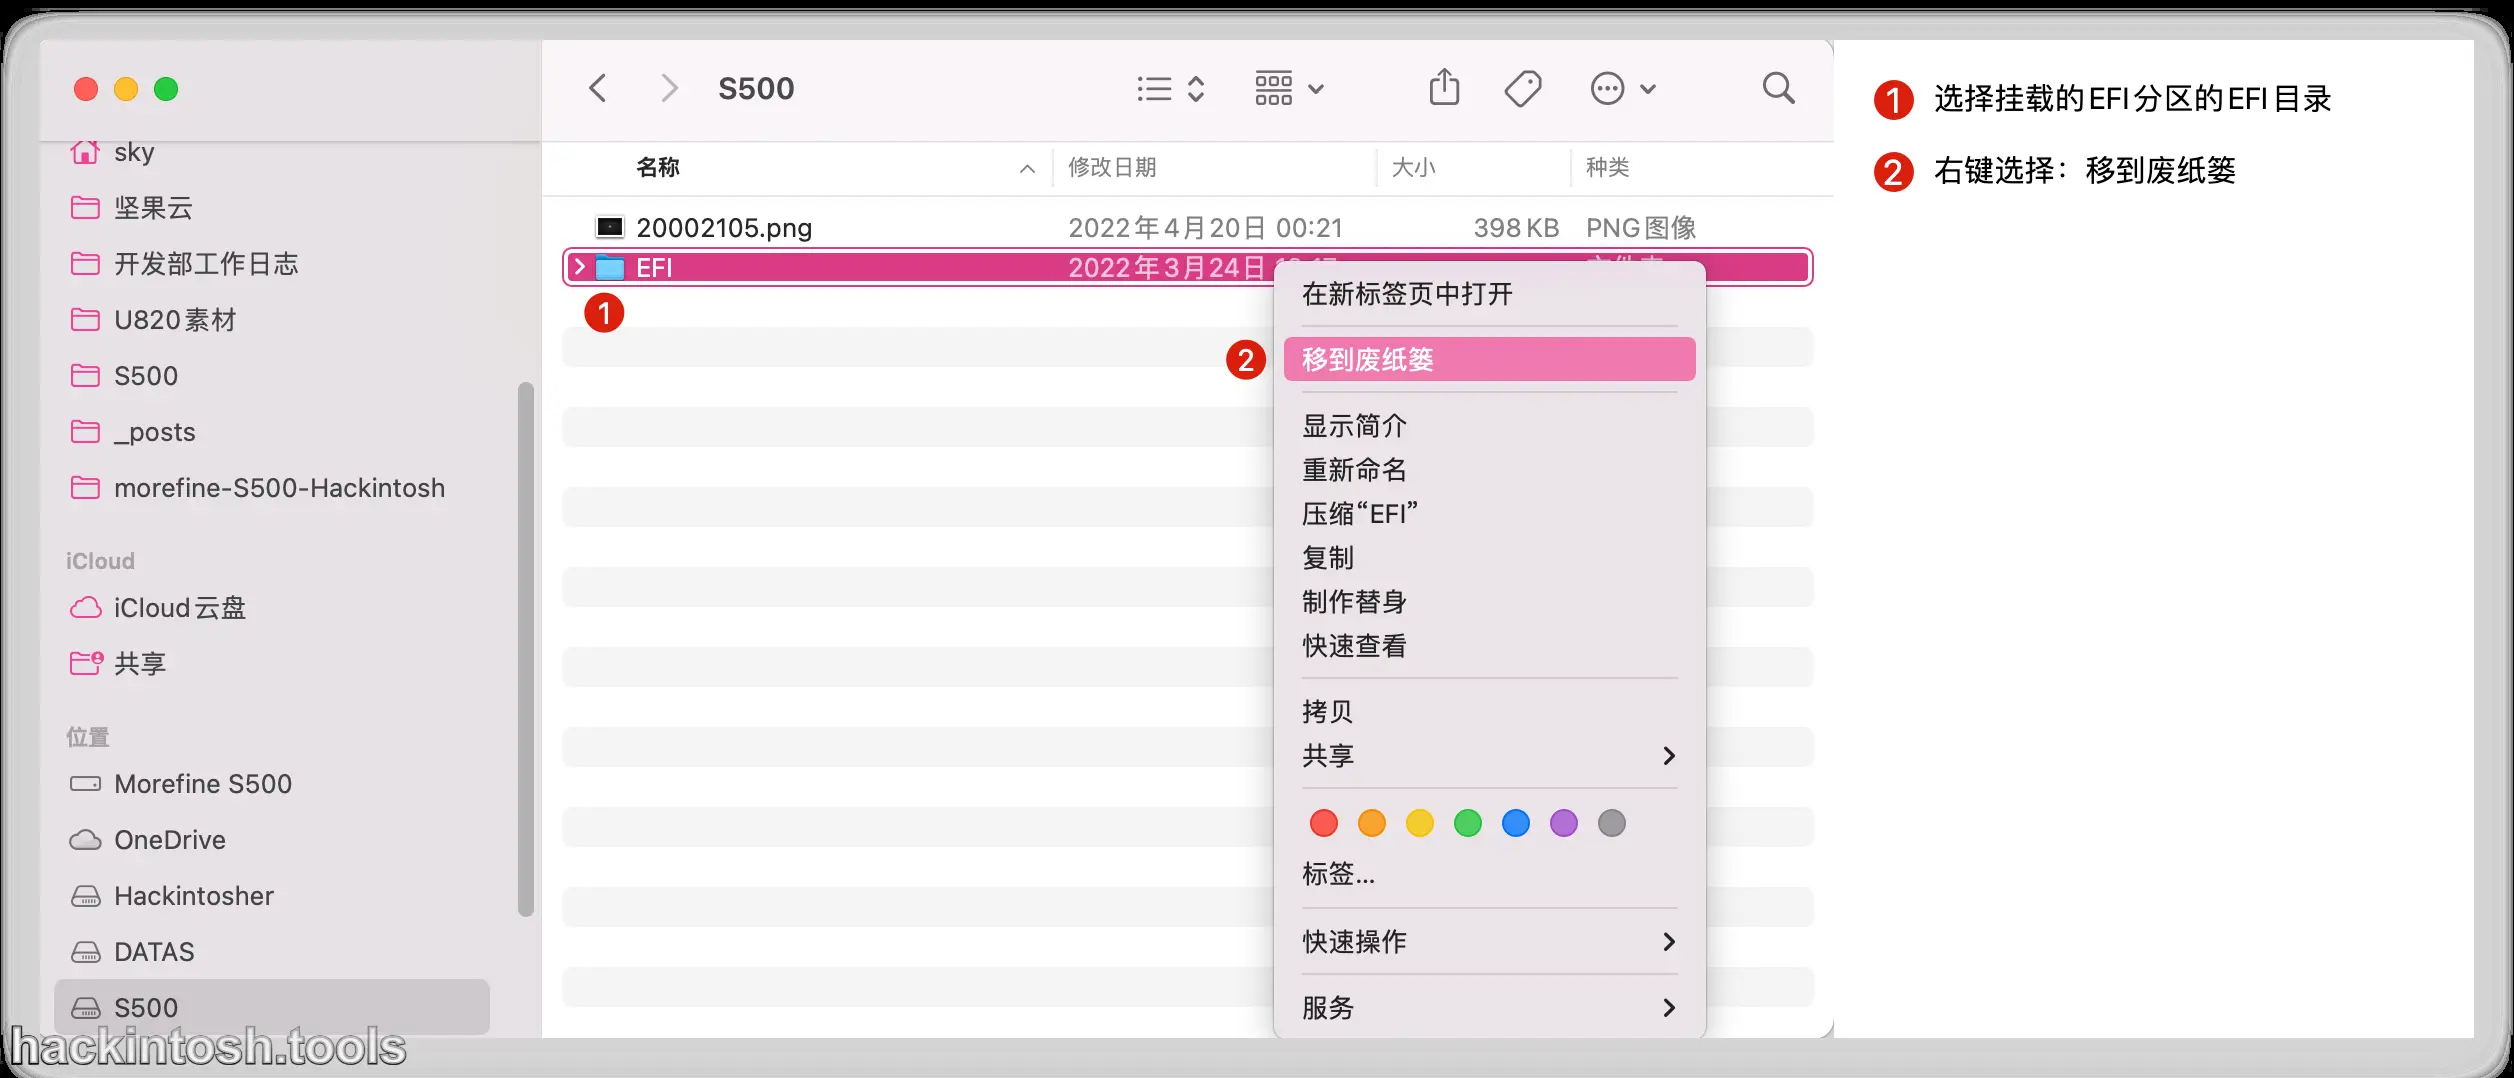 sky
坚果云
开发部工作日志
U820素材
S500
_posts
morefine-S500-Hackintosh
iCloud
iCloud云盘
共享
位置
Morefine S500
OneDrive
Hackintosher
DATAS
S500
S500
名称 修改日期 大小 种类
20002105.png 2022年4月20日 00:21 398 KB PNG图像
EFI 2022年3月24日
1
在新标签页中打开
2 移到废纸篓
显示简介
重新命名
压缩“EFI”
复制
制作替身
快速查看
拷贝
共享
标签...
快速操作
服务
1 选择挂载的EFI分区的EFI目录
2 右键选择：移到废纸篓
hackintosh.tools